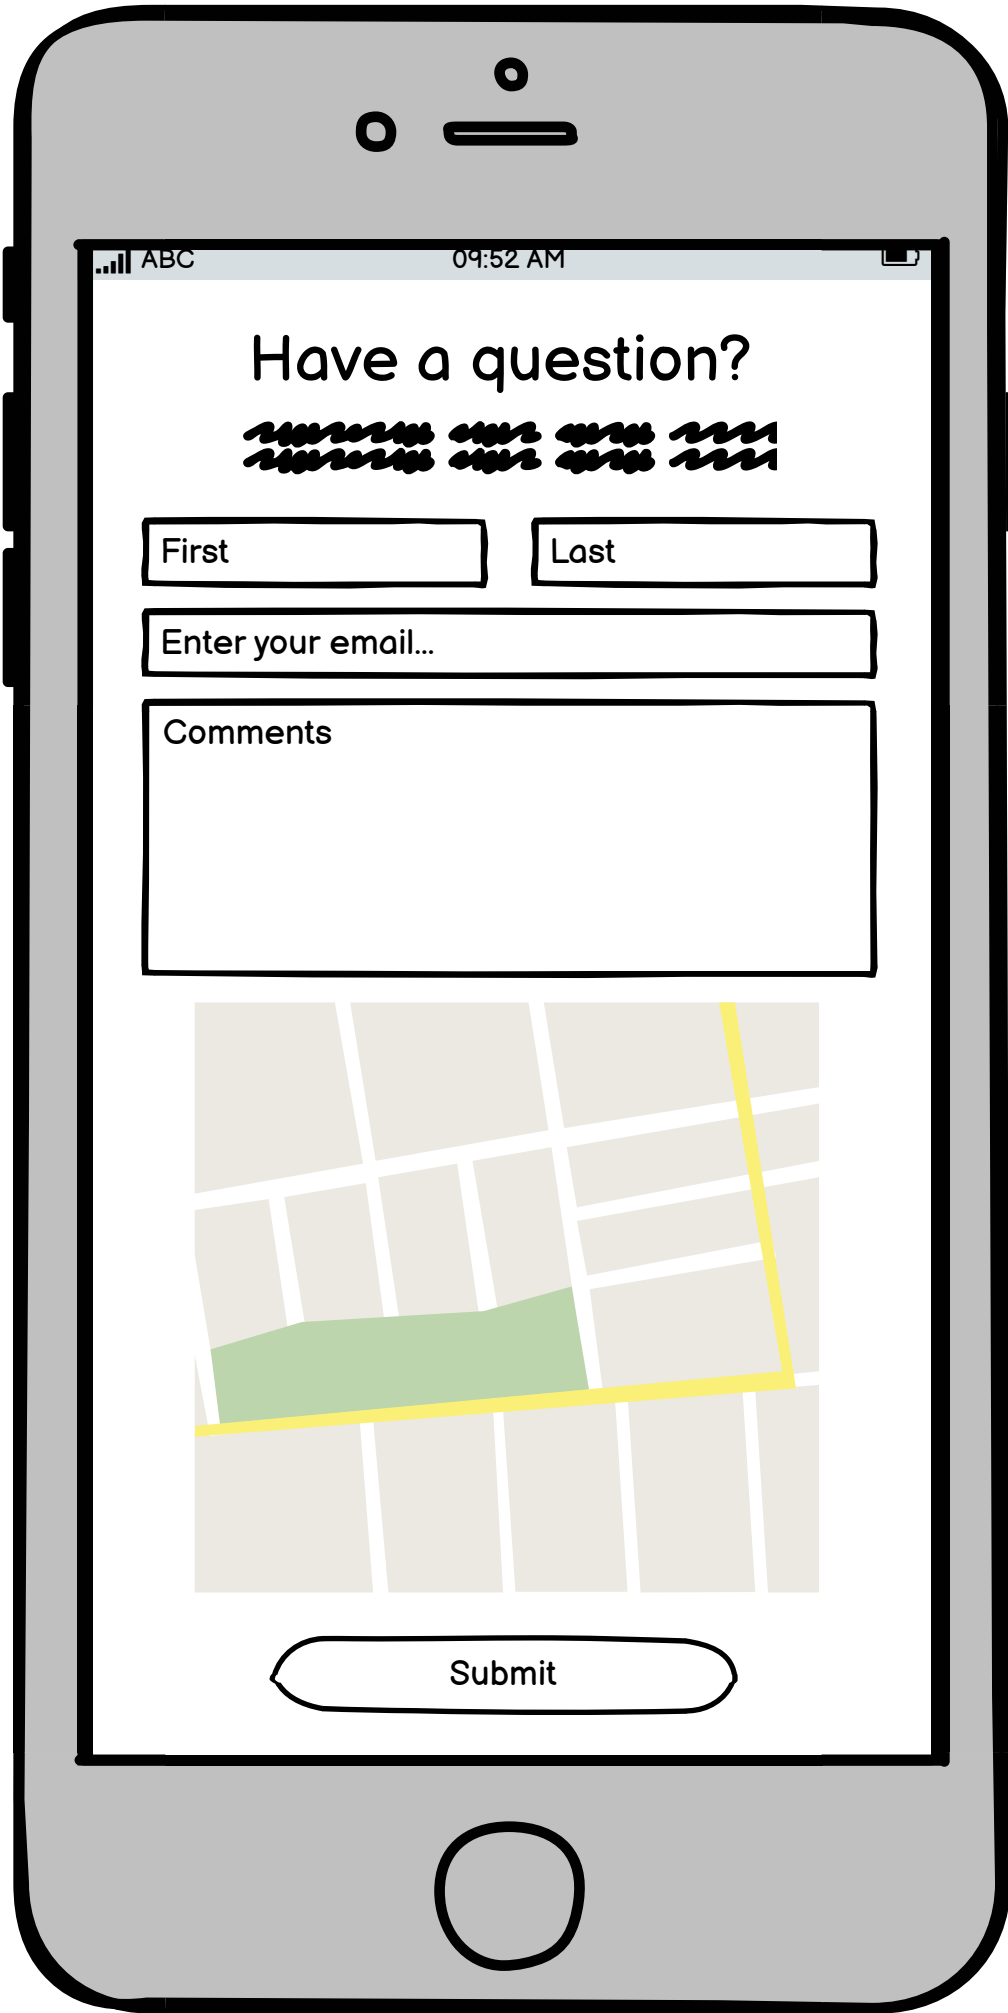 ABC 09:52 AM
Have a question?
First Last
Enter your email...
Comments
Submit